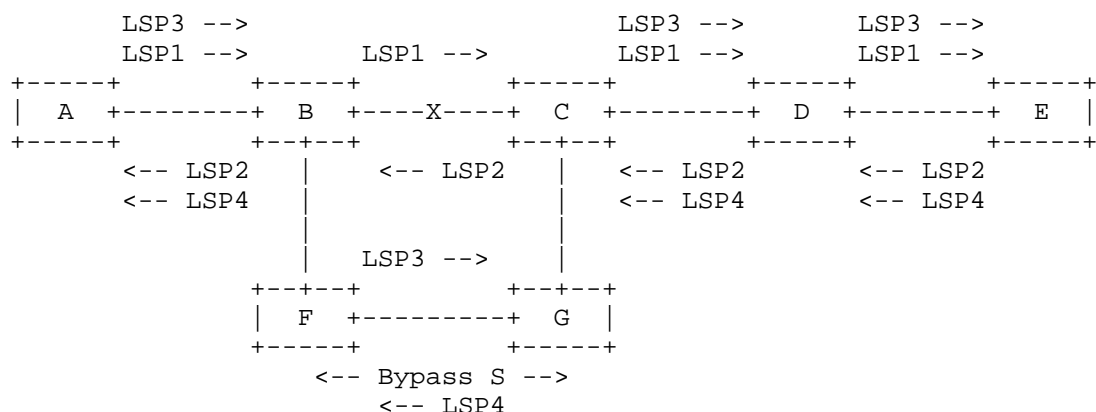 LSP3 --> LSP3 --> LSP3 -->
LSP1 --> LSP1 --> LSP1 --> LSP1 -->
+-----+ +-----+ +-----+ +-----+ +-----+
| A +--------+ B +----X----+ C +--------+ D +--------+ E |
+-----+ +--+--+ +--+--+ +-----+ +-----+
<-- LSP2 | <-- LSP2 | <-- LSP2 <-- LSP2
<-- LSP4 | | <-- LSP4 <-- LSP4
| |
| LSP3 --> |
+--+--+ +--+--+
| F +---------+ G |
+-----+ +-----+
<-- Bypass S -->
<-- LSP4